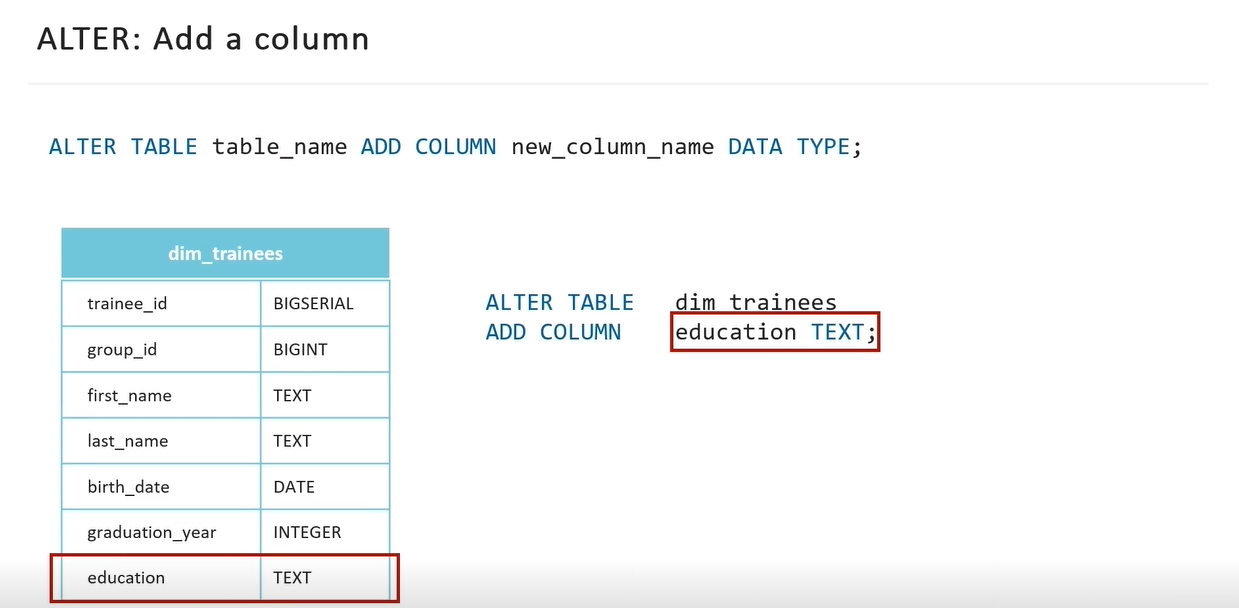 ALTER: Add a column
ALTER TABLE table_name ADD COLUMN new_column_name DATA TYPE;
dim_trainees
trainee_id BIGSERIAL
group_id BIGINT
first_name TEXT
last_name TEXT
birth_date DATE
graduation_year INTEGER
education TEXT
ALTER TABLE dim_trainees
ADD COLUMN education TEXT;